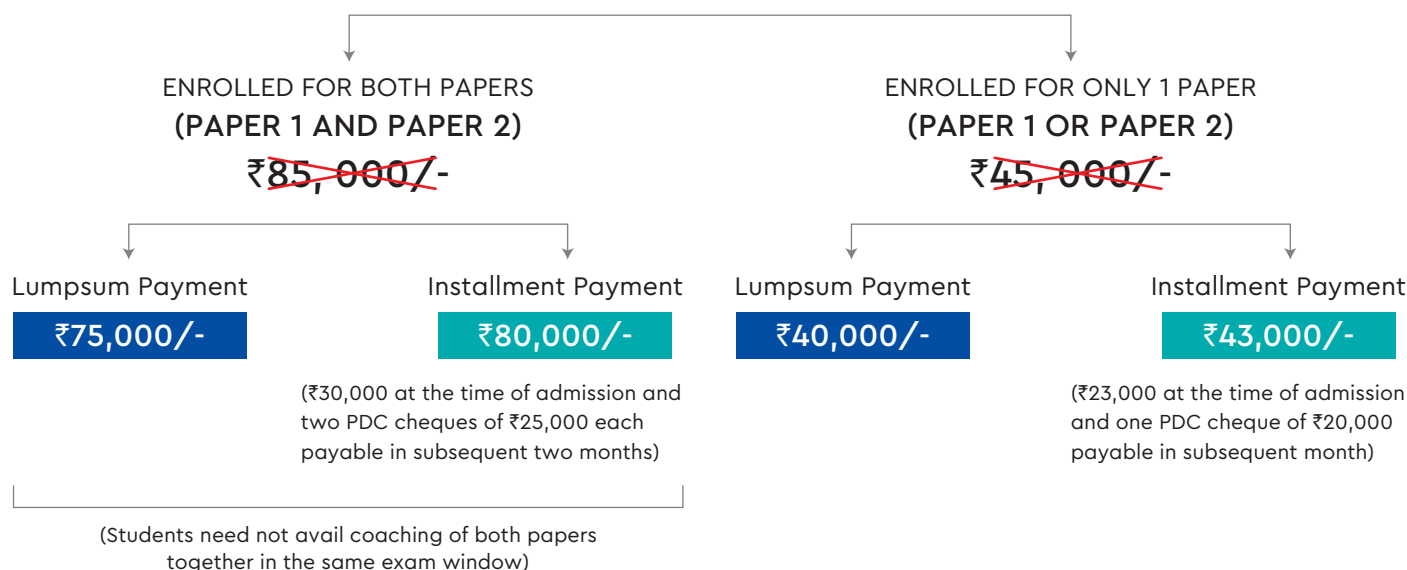 ENROLLED FOR BOTH PAPERS
(PAPER 1 AND PAPER 2)
₹85, 000/-
Lumpsum Payment
₹75,000/-
Installment Payment
₹80,000/-
(₹30,000 at the time of admission and
two PDC cheques of ₹25,000 each
payable in subsequent two months)
(Students need not avail coaching of both papers
together in the same exam window)
ENROLLED FOR ONLY 1 PAPER
(PAPER 1 OR PAPER 2)
₹45, 000/-
Lumpsum Payment
₹40,000/-
Installment Payment
₹43,000/-
(₹23,000 at the time of admission
and one PDC cheque of ₹20,000
payable in subsequent month)